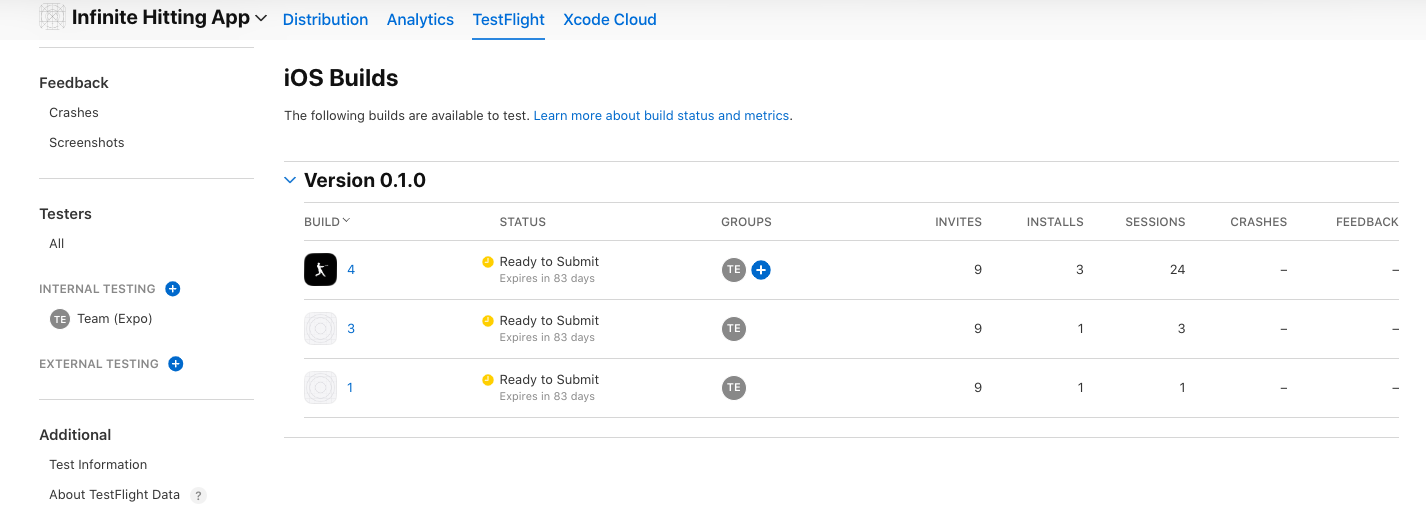 Infinite Hitting App Distribution Analytics TestFlight Xcode Cloud
Feedback
Crashes
Screenshots
Testers
All
INTERNAL TESTING
TE Team (Expo)
EXTERNAL TESTING
Additional
Test Information
About TestFlight Data ?
iOS Builds
The following builds are available to test. Learn more about build status and metrics.
Version 0.1.0
BUILD STATUS GROUPS INVITES INSTALLS SESSIONS CRASHES FEEDBACK
4 Ready to Submit TE 9 3 24 – –
Expires in 83 days
3 Ready to Submit TE 9 1 3 – –
Expires in 83 days
1 Ready to Submit TE 9 1 1 – –
Expires in 83 days